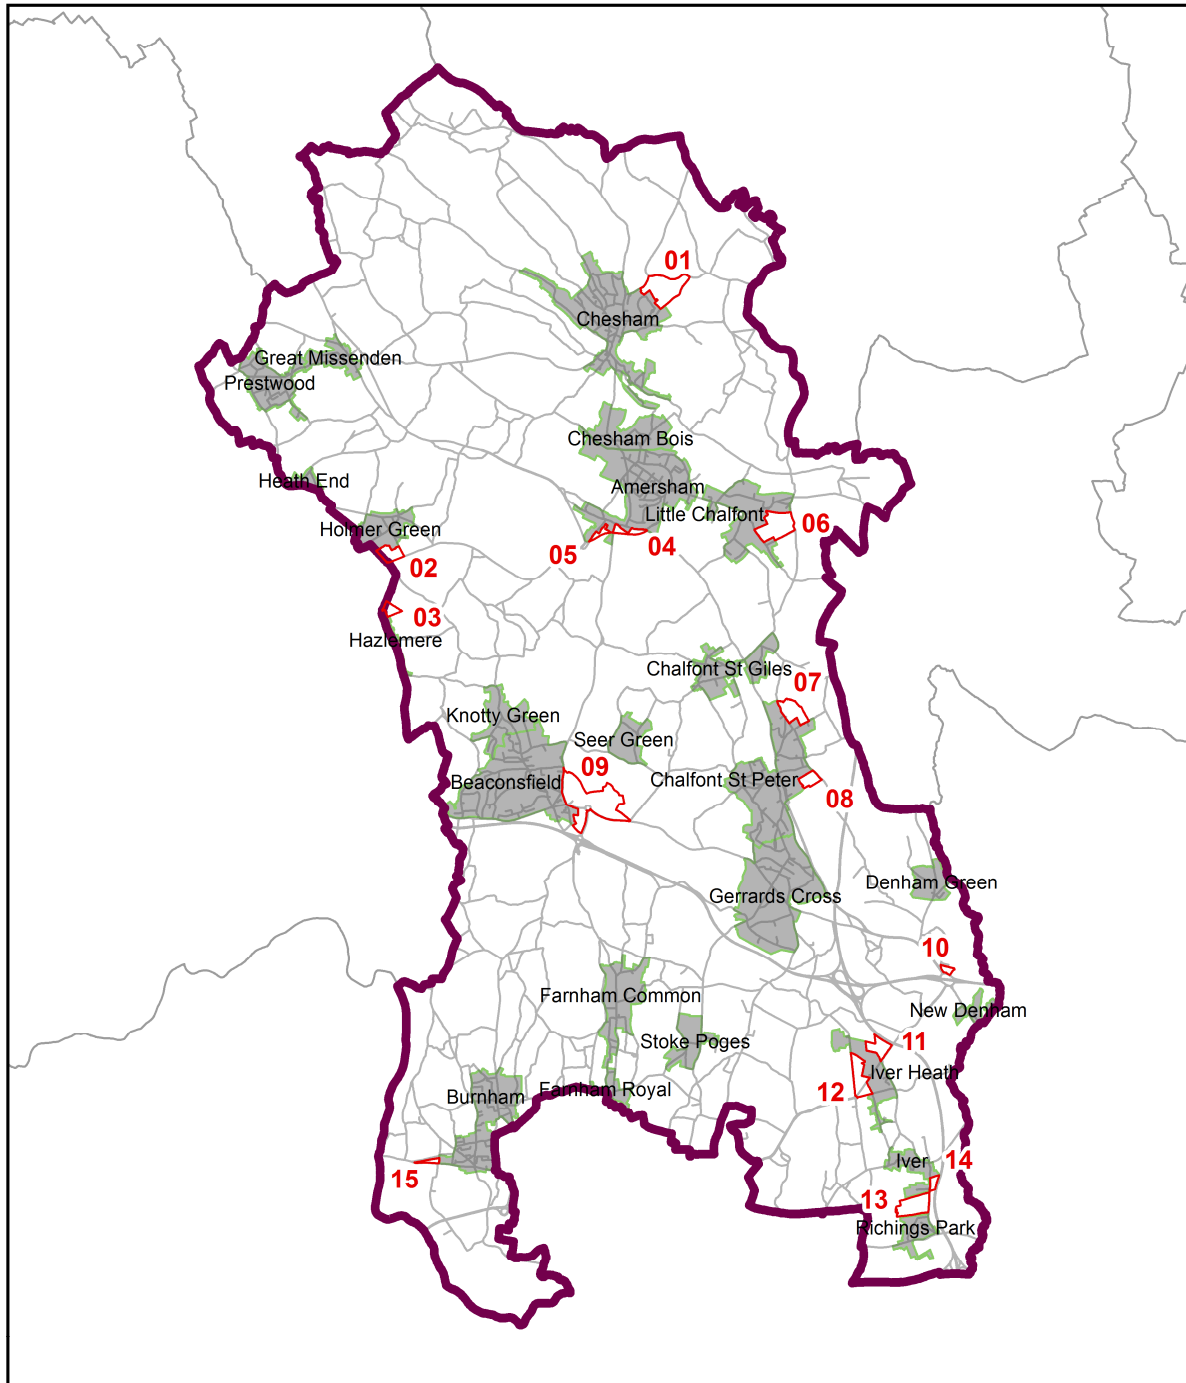 01
Chesham
Great Missenden
Prestwood
Chesham Bois
Heath End
Amersham
Little Chalfont
Holmer Green
06
05
04
02
03
Hazlemere
Chalfont St Giles
07
Knotty Green
Seer Green
09
Beaconsfield
Chalfont St Peter
08
Denham Green
Gerrards Cross
10
Farnham Common
New Denham
Stoke Poges
11
Iver Heath
Farnham Royal
12
Burnham
Iver
14
15
13
Richings Park